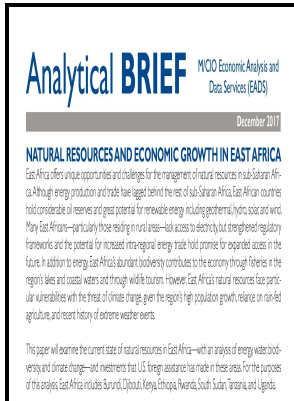 Analytical BRIEF
M/CIO Economic Analysis and
Data Services (EADS)
December 2017
NATURAL RESOURCES AND ECONOMIC GROWTH IN EAST AFRICA
East Africa offers unique opportunities and challenges for the management of natural resources in sub-Saharan Afri-
ca. Although energy production and trade have lagged behind the rest of sub-Saharan Africa, East African countries
hold considerable oil reserves and great potential for renewable energy including geothermal, hydro, solar, and wind.
Many East Africans—particularly those residing in rural areas—lack access to electricity, but strengthened regulatory
frameworks and the potential for increased intra-regional energy trade hold promise for expanded access in the
future. In addition to energy, East Africa's abundant biodiversity contributes to the economy through fisheries in the
region's lakes and coastal waters and through wildlife tourism. However, East Africa's natural resources face partic-
ular vulnerabilities with the threat of climate change, given the region's high population growth, reliance on rain-fed
agriculture, and recent history of extreme weather events.
This paper will examine the current state of natural resources in East Africa—with an analysis of energy, water, biodi-
versity, and climate change—and investments that U.S. foreign assistance has made in these areas. For the purposes
of this analysis, East Africa includes Burundi, Djibouti, Kenya, Ethiopia, Rwanda, South Sudan, Tanzania, and Uganda.